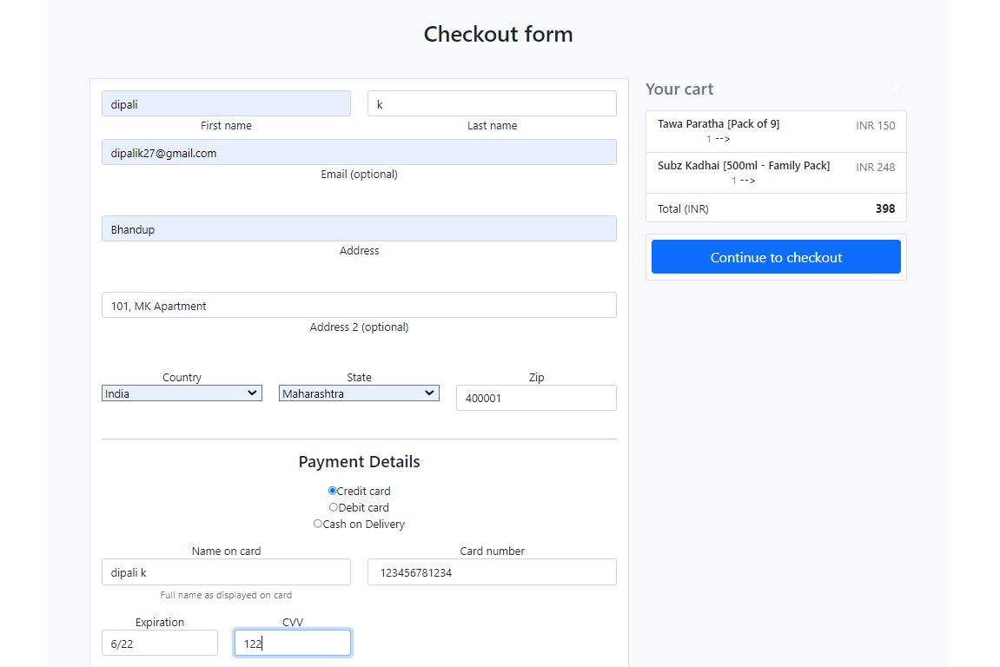 Checkout form
dipali
k
First name
Last name
dipalik27@gmail.com
Email (optional)
Bhandup
Address
101, MK Apartment
Address 2 (optional)
Country
State
Zip
India
Maharashtra
400001
Payment Details
Credit card
Debit card
Cash on Delivery
Name on card
Card number
dipali k
123456781234
Full name as displayed on card
Expiration
CVV
6/22
122
Your cart
3
Tawa Paratha [Pack of 9]
INR 150
1 -->
Subz Kadhai [500ml - Family Pack]
INR 248
1 -->
Total (INR)
398
Continue to checkout